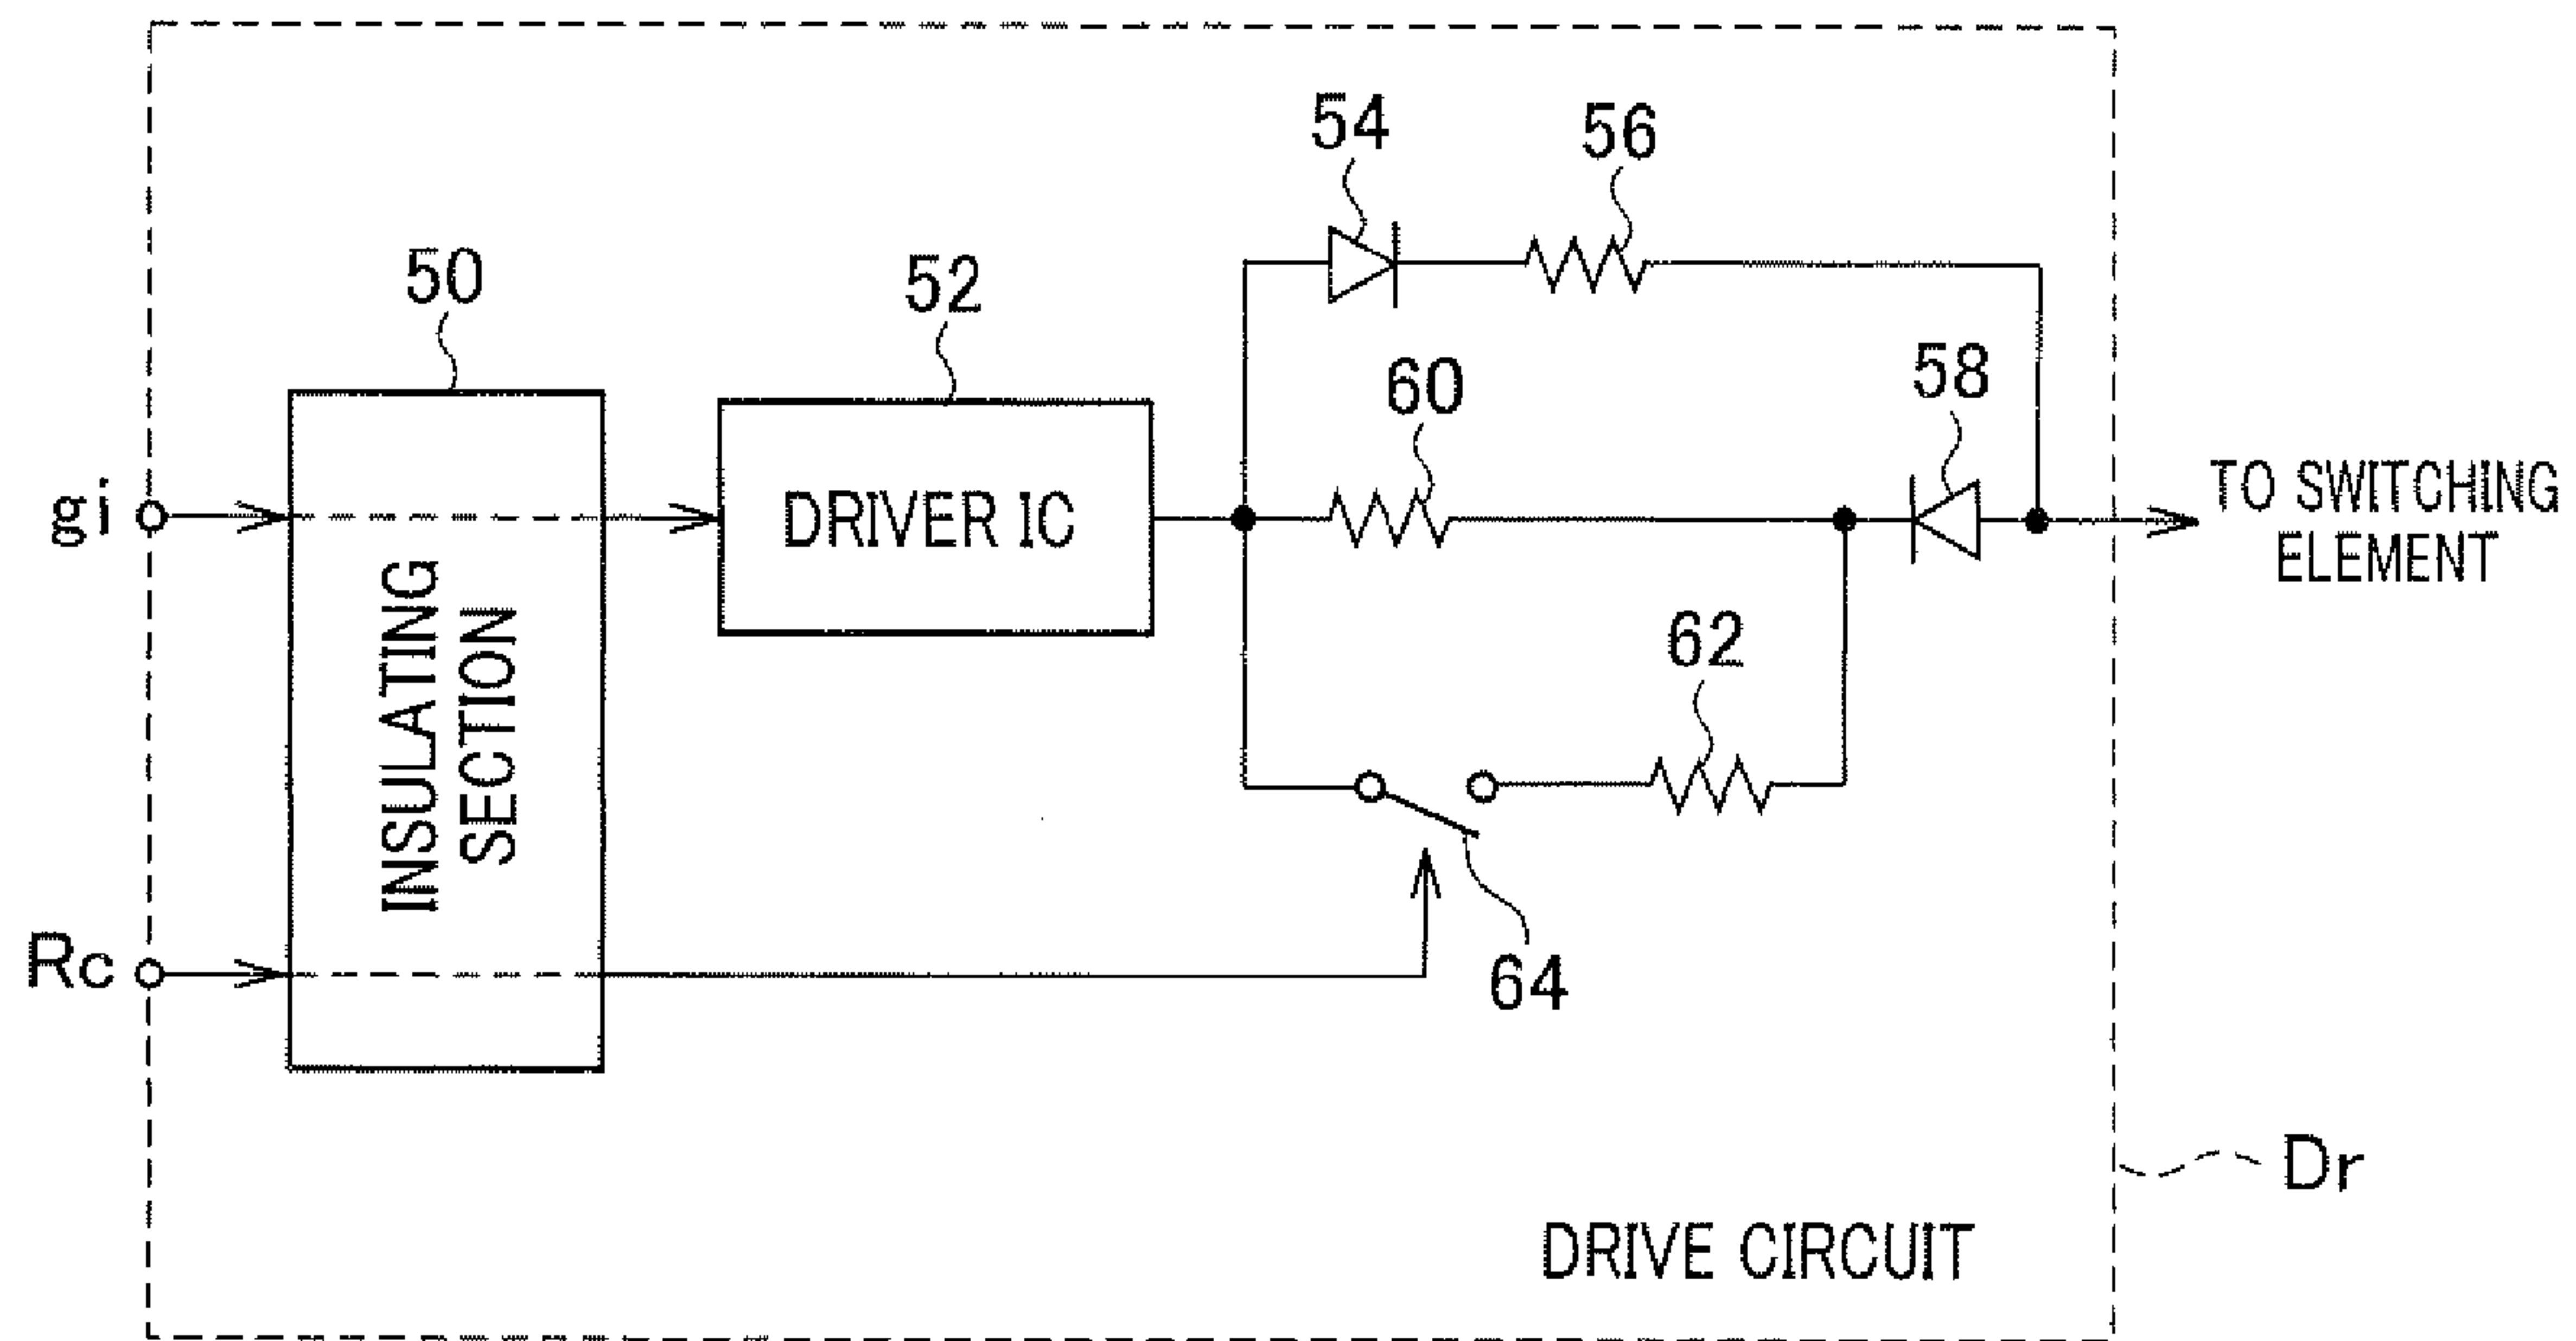 54
56
50
52
60
58
gi
DRIVER IC
TO SWITCHING
ELEMENT
INSULATING
SECTION
62
Rc
64
Dr
DRIVE CIRCUIT